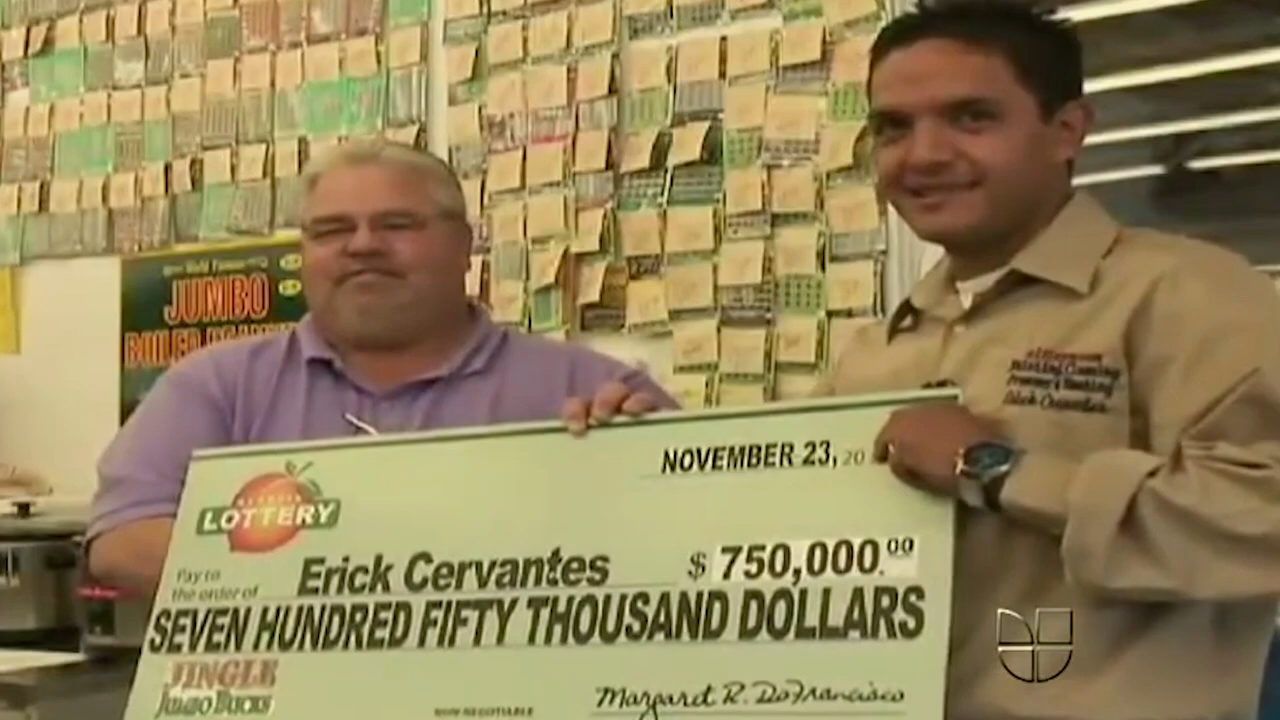 JUMBO
NOVEMBER 23, 20
LOTTERY
Pay to
the order of
Erick Cervantes
$ 750,000.00
SEVEN HUNDRED FIFTY THOUSAND DOLLARS
JINGLE
JUMBO BUCKS
NON-NEGOTIABLE
Margaret R. DeFrancisco